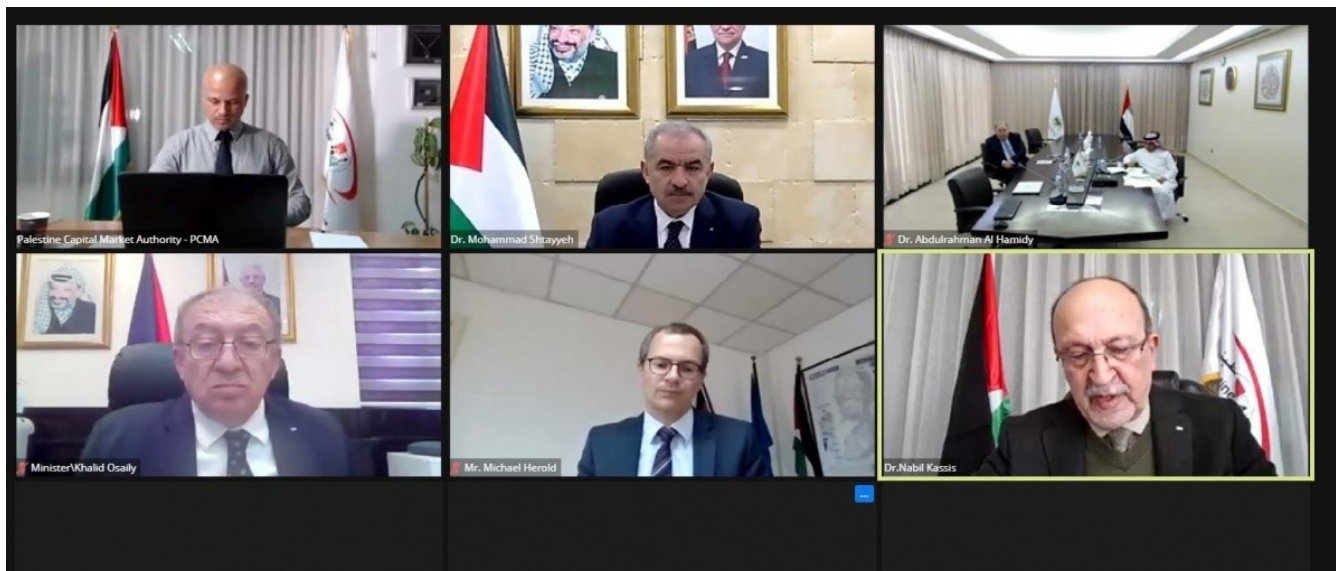 Palestine Capital Market Authority - PCMA
Dr. Mohammad Shtayyeh
Dr. Abdulrahman Al Hamidy
Minister\Khalid Osaily
Mr. Michael Herold
Dr.Nabil Kassis
...